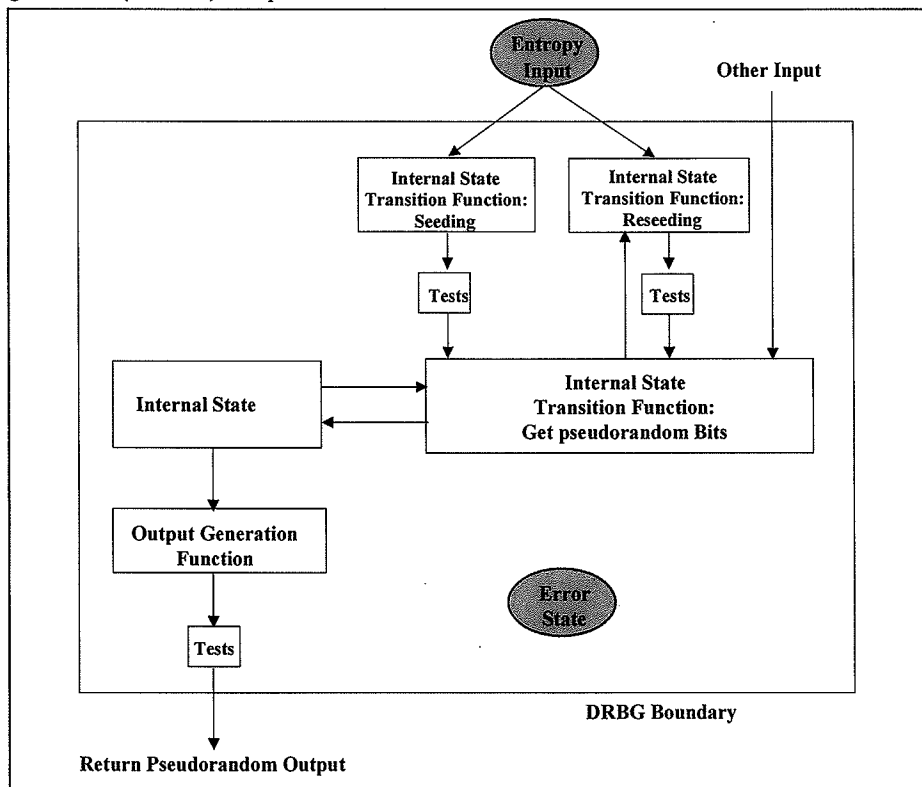 Entropy
Input
Other Input
Internal State
Transition Function:
Seeding
Internal State
Transition Function:
Reseeding
Tests
Tests
Internal State
Internal State
Transition Function:
Get pseudorandom Bits
Output Generation
Function
Error
State
Tests
DRBG Boundary
Return Pseudorandom Output